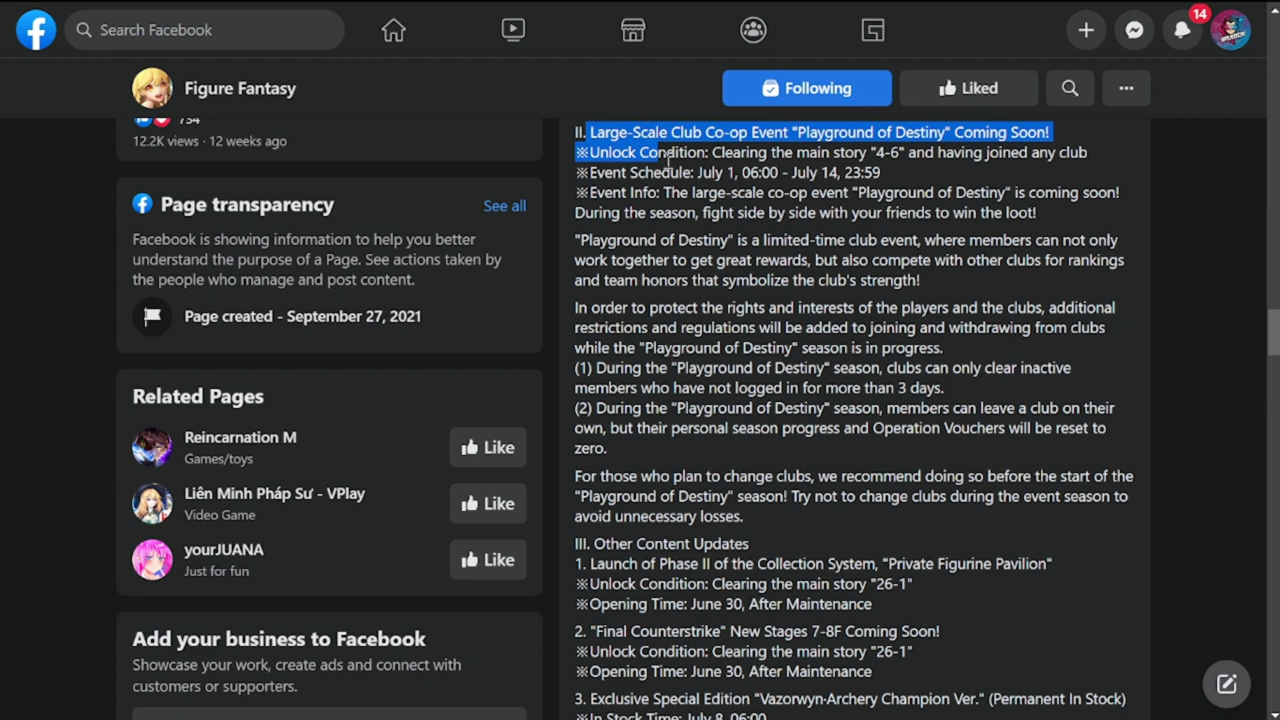 Search Facebook
14
Figure Fantasy
Following
Liked
754
12.2K views · 12 weeks ago
Page transparency
See all
Facebook is showing information to help you better
understand the purpose of a Page. See actions taken by
the people who manage and post content.
Page created - September 27, 2021
Related Pages
Reincarnation M
Games/toys
Like
Liên Minh Pháp Sư - VPlay
Video Game
Like
yourJUANA
Just for fun
Like
Add your business to Facebook
Showcase your work, create ads and connect with
customers or supporters.
II. Large-Scale Club Co-op Event "Playground of Destiny" Coming Soon!
※Unlock Condition: Clearing the main story "4-6" and having joined any club
※Event Schedule: July 1, 06:00 - July 14, 23:59
※Event Info: The large-scale co-op event "Playground of Destiny" is coming soon!
During the season, fight side by side with your friends to win the loot!
"Playground of Destiny" is a limited-time club event, where members can not only
work together to get great rewards, but also compete with other clubs for rankings
and team honors that symbolize the club's strength!
In order to protect the rights and interests of the players and the clubs, additional
restrictions and regulations will be added to joining and withdrawing from clubs
while the "Playground of Destiny" season is in progress.
(1) During the "Playground of Destiny" season, clubs can only clear inactive
members who have not logged in for more than 3 days.
(2) During the "Playground of Destiny" season, members can leave a club on their
own, but their personal season progress and Operation Vouchers will be reset to
zero.
For those who plan to change clubs, we recommend doing so before the start of the
"Playground of Destiny" season! Try not to change clubs during the event season to
avoid unnecessary losses.
III. Other Content Updates
1. Launch of Phase II of the Collection System, "Private Figurine Pavilion"
※Unlock Condition: Clearing the main story "26-1"
※Opening Time: June 30, After Maintenance
2. "Final Counterstrike" New Stages 7-8F Coming Soon!
※Unlock Condition: Clearing the main story "26-1"
※Opening Time: June 30, After Maintenance
3. Exclusive Special Edition "Vazorwyn·Archery Champion Ver." (Permanent In Stock)
※In Stock Time: July 8, 06:00